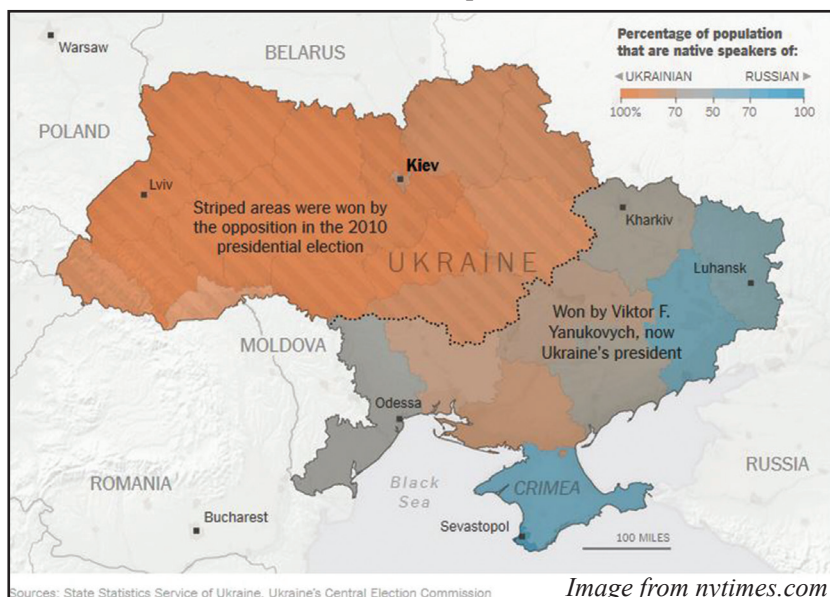 Percentage of population
that are native speakers of:
◀UKRAINIAN RUSSIAN▶
100% 70 50 70 100
Warsaw
BELARUS
POLAND
Kiev
Lviv
Striped areas were won by
the opposition in the 2010
presidential election
Kharkiv
UKRAINE
Luhansk
Won by Viktor F.
Yanukovych, now
Ukraine's president
MOLDOVA
Odessa
ROMANIA
Black
Sea
CRIMEA
RUSSIA
Bucharest
Sevastopol
100 MILES
Sources: State Statistics Service of Ukraine, Ukraine's Central Election Commission
Image from nytimes.com